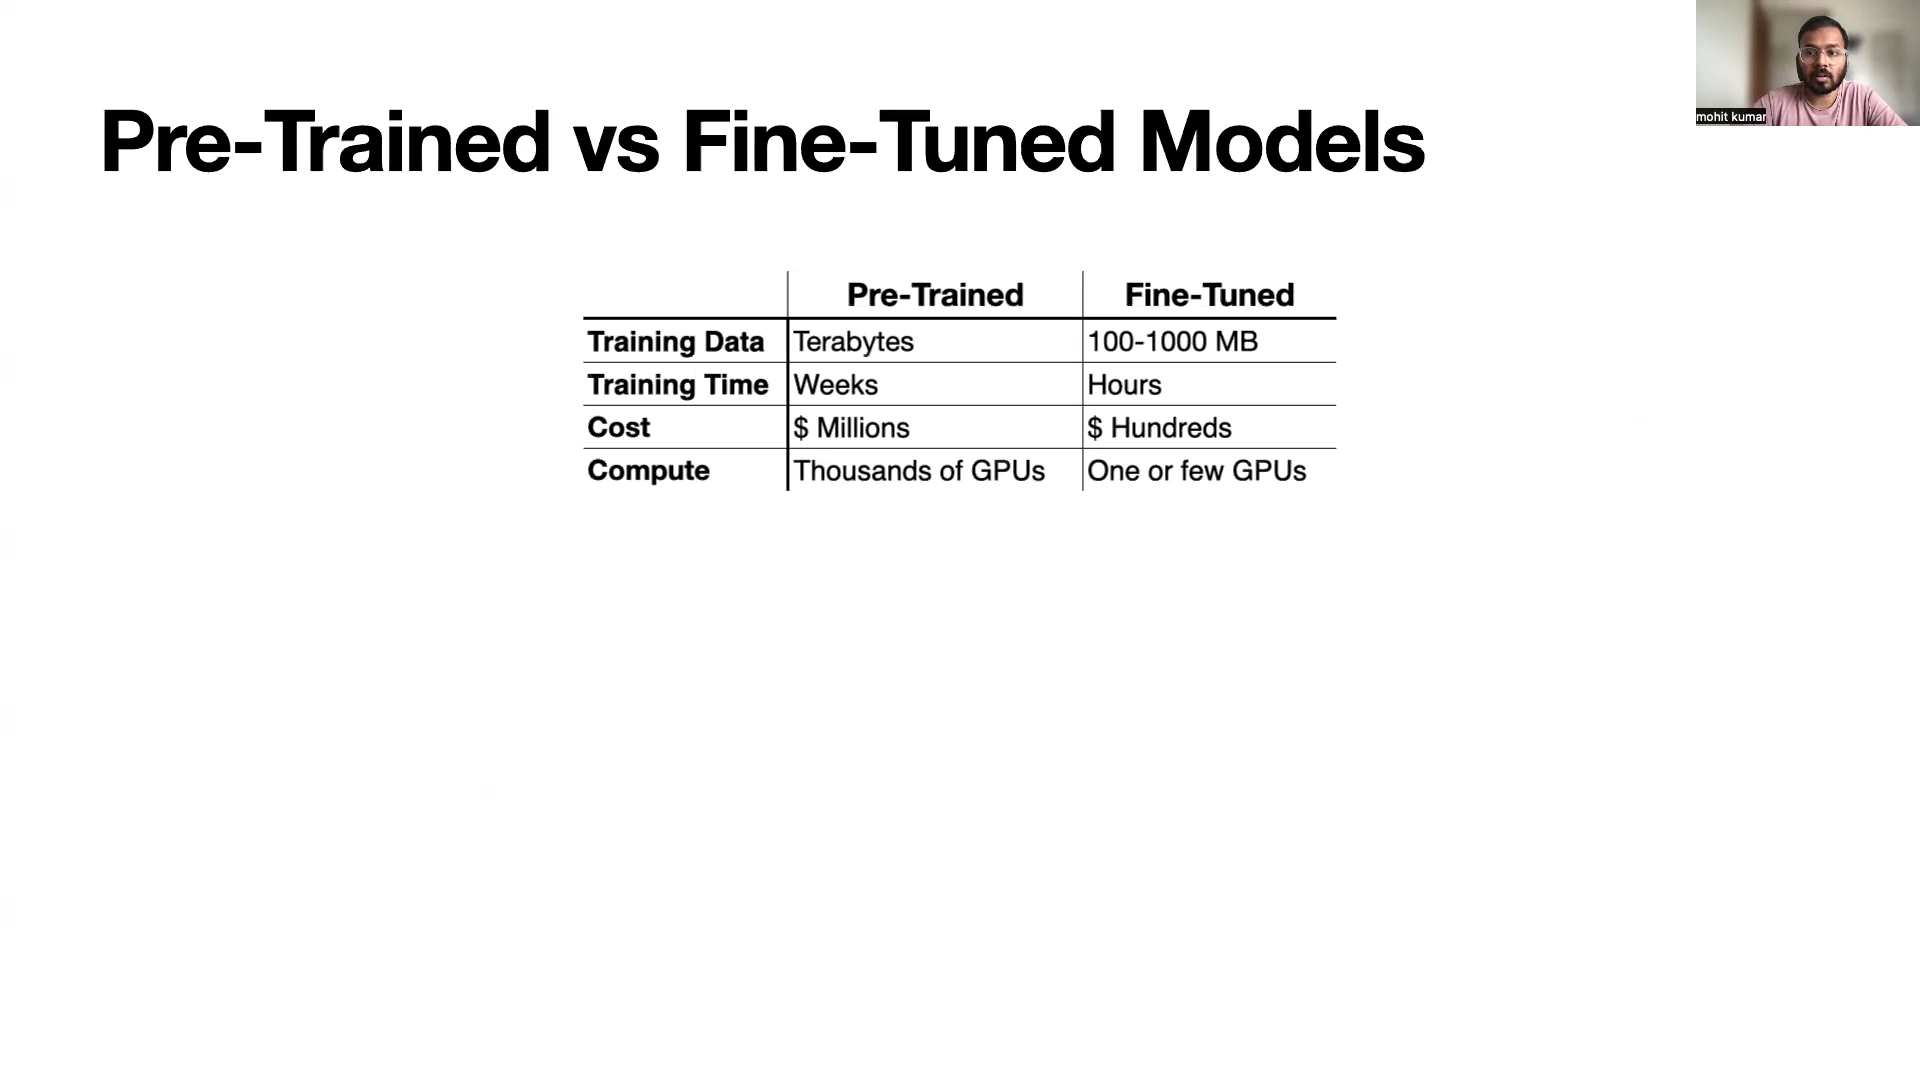 Pre-Trained vs Fine-Tuned Models
mohit kumar
Pre-Trained Fine-Tuned
Training Data Terabytes 100-1000 MB
Training Time Weeks Hours
Cost $ Millions $ Hundreds
Compute Thousands of GPUs One or few GPUs